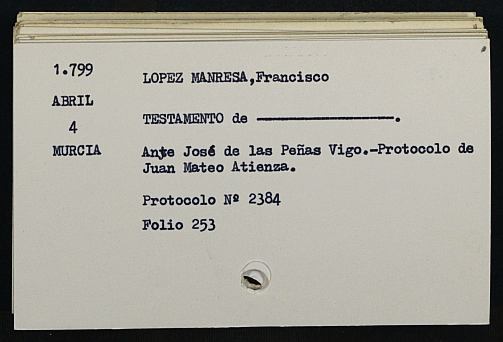 1.799
LOPEZ MANRESA,Francisco
ABRIL
4
TESTAMENTO de ————————.
MURCIA
Ante José de las Peñas Vigo.-Protocolo de
Juan Mateo Atienza.
Protocolo Nº 2384
Folio 253